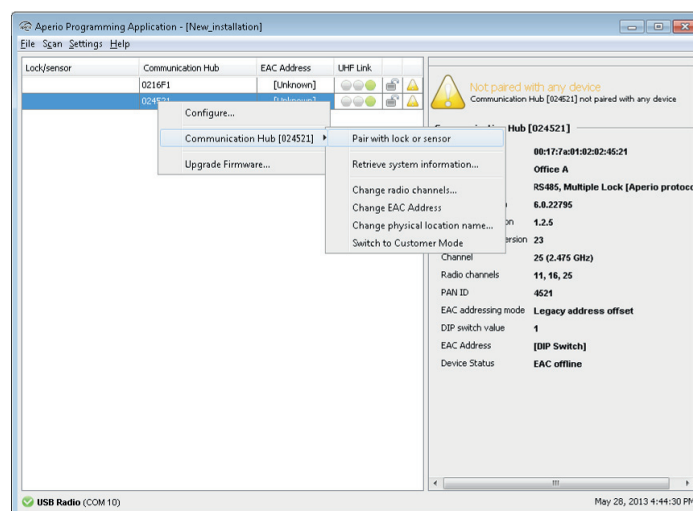 Aperio Programming Application - [New_installation]
File Scan Settings Help
Lock/sensor Communication Hub EAC Address UHF Link
0216F1 [Unknown]
024521 [Unknown]
Configure...
Communication Hub [024521]
Upgrade Firmware...
Pair with lock or sensor
Retrieve system information...
Change radio channels...
Change EAC Address
Change physical location name...
Switch to Customer Mode
Not paired with any device
Communication Hub [024521] not paired with any device
Hub [024521]
00:17:7a:01:02:02:45:21
Office A
RS485, Multiple Lock [Aperio protoco
6.0.22795
1.2.5
23
Channel 25 (2.475 GHz)
Radio channels 11, 16, 25
PAN ID 4521
EAC addressing mode Legacy address offset
DIP switch value 1
EAC Address [DIP Switch]
Device Status EAC offline
USB Radio (COM 10)
May 28, 2013 4:44:30 PM